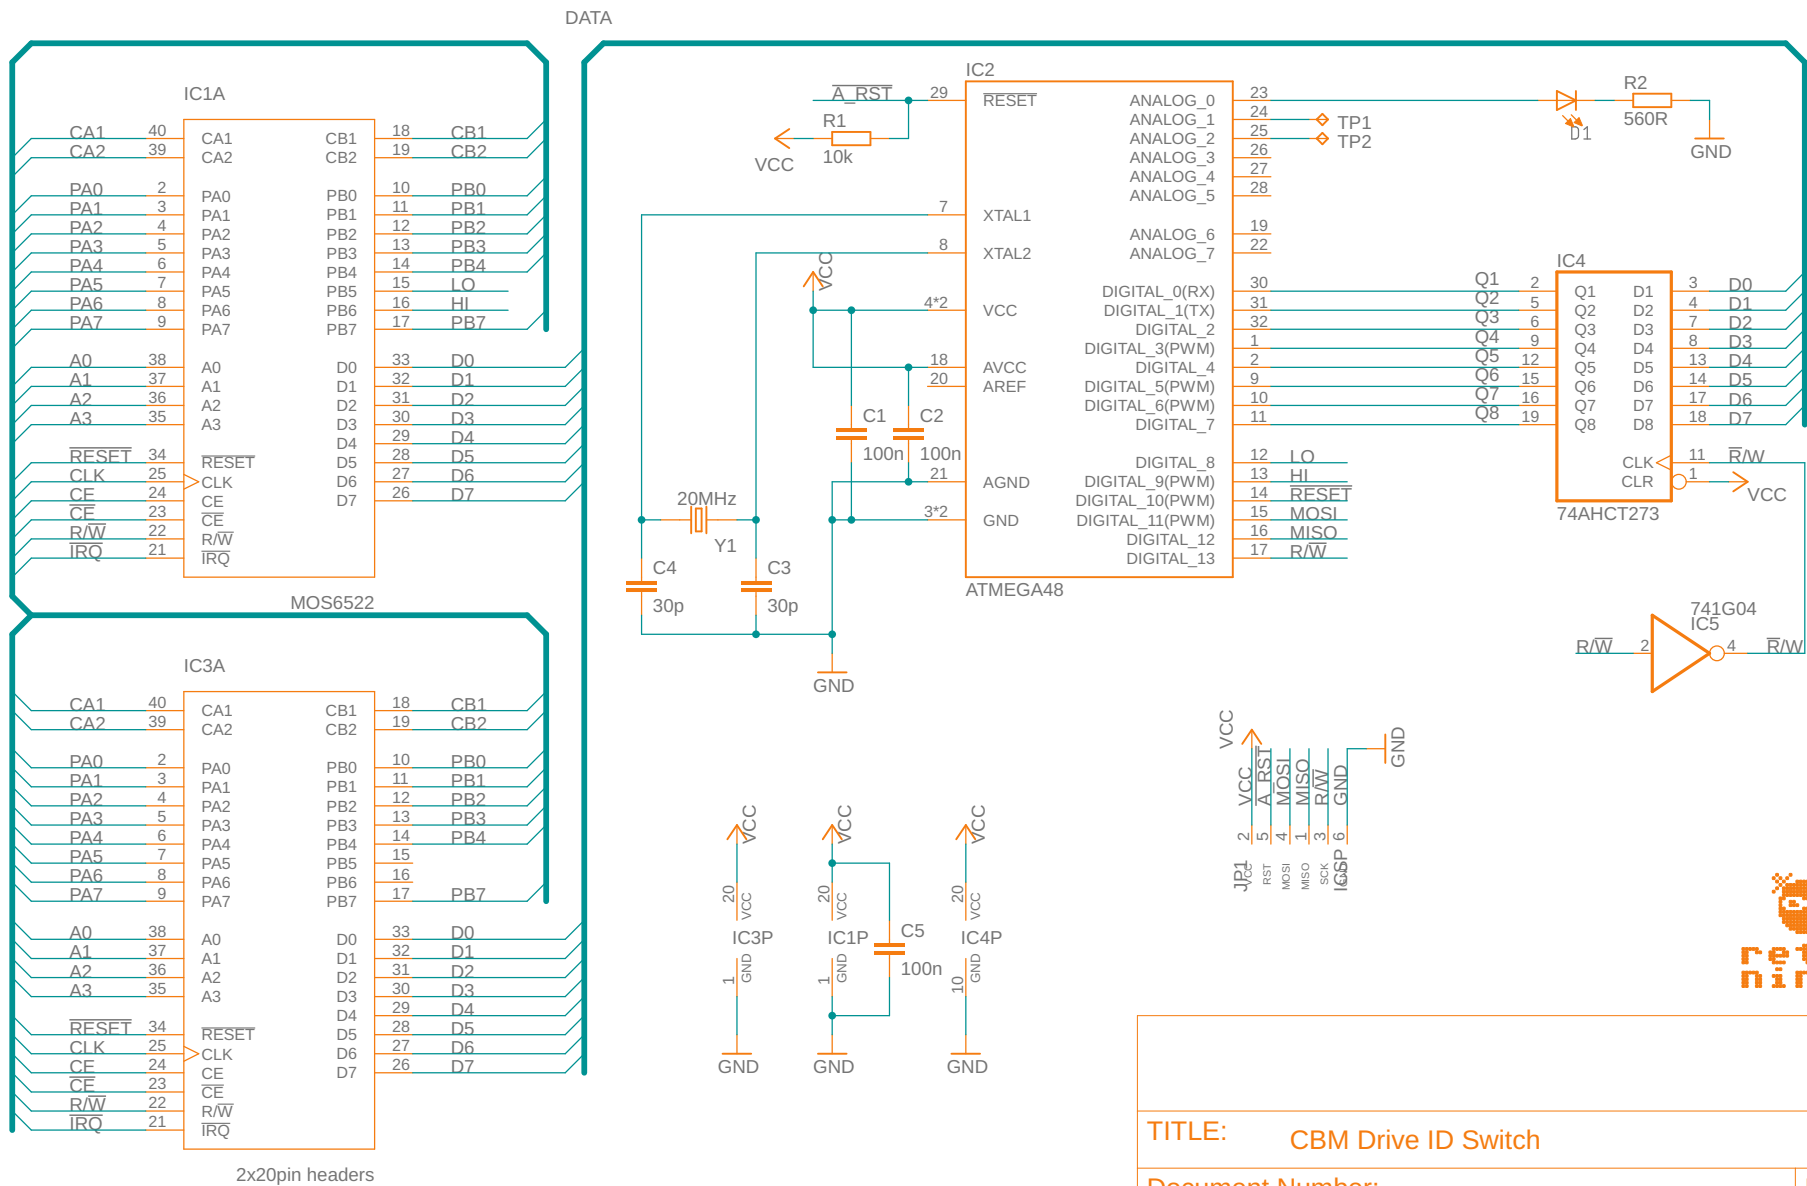 DATA
IC1A
CA1 40 CA1 CB1 18 CB1
CA2 39 CA2 CB2 19 CB2
PA0 2 PA0 PB0 10 PB0
PA1 3 PA1 PB1 11 PB1
PA2 4 PA2 PB2 12 PB2
PA3 5 PA3 PB3 13 PB3
PA4 6 PA4 PB4 14 PB4
PA5 7 PA5 PB5 15 LO
PA6 8 PA6 PB6 16 HI
PA7 9 PA7 PB7 17 PB7
A0 38 A0 D0 33 D0
A1 37 A1 D1 32 D1
A2 36 A2 D2 31 D2
A3 35 A3 D3 30 D3
D4 29 D4
RESET 34 RESET D5 28 D5
CLK 25 CLK D6 27 D6
CE 24 CE D7 26 D7
CE 23 CE
R/W 22 R/W
IRQ 21 IRQ
MOS6522
IC3A
CA1 40 CA1 CB1 18 CB1
CA2 39 CA2 CB2 19 CB2
PA0 2 PA0 PB0 10 PB0
PA1 3 PA1 PB1 11 PB1
PA2 4 PA2 PB2 12 PB2
PA3 5 PA3 PB3 13 PB3
PA4 6 PA4 PB4 14 PB4
PA5 7 PA5 PB5 15
PA6 8 PA6 PB6 16
PA7 9 PA7 PB7 17 PB7
A0 38 A0 D0 33 D0
A1 37 A1 D1 32 D1
A2 36 A2 D2 31 D2
A3 35 A3 D3 30 D3
D4 29 D4
RESET 34 RESET D5 28 D5
CLK 25 CLK D6 27 D6
CE 24 CE D7 26 D7
CE 23 CE
R/W 22 R/W
IRQ 21 IRQ
2x20pin headers
IC2
A_RST 29 RESET ANALOG_0 23
R1 ANALOG_1 24 TP1
10k ANALOG_2 25 TP2
VCC ANALOG_3 26
ANALOG_4 27
ANALOG_5 28
7 XTAL1
ANALOG_6 19
8 XTAL2 ANALOG_7 22
VCC
DIGITAL_0(RX) 30
4*2 VCC DIGITAL_1(TX) 31
DIGITAL_2 32
DIGITAL_3(PWM) 1
18 AVCC DIGITAL_4 2
20 AREF DIGITAL_5(PWM) 9
DIGITAL_6(PWM) 10
DIGITAL_7 11
C1 C2
100n 100n
DIGITAL_8 12 LO
21 AGND DIGITAL_9(PWM) 13 HI
DIGITAL_10(PWM) 14 RESET
3*2 GND DIGITAL_11(PWM) 15 MOSI
DIGITAL_12 16 MISO
DIGITAL_13 17 R/W
ATMEGA48
20MHz
Y1
C4 C3
30p 30p
GND
D1
R2
560R
GND
IC4
Q1 2 Q1 D1 3 D0
Q2 5 Q2 D2 4 D1
Q3 6 Q3 D3 7 D2
Q4 9 Q4 D4 8 D3
Q5 12 Q5 D5 13 D4
Q6 15 Q6 D6 14 D5
Q7 16 Q7 D7 17 D6
Q8 19 Q8 D8 18 D7
CLK 11 R/W
CLR 1 VCC
74AHCT273
741G04
IC5
R/W 2 4 R/W
VCC GND
VCC A_RST MOSI MISO R/W GND
2 5 4 1 3 6
JP1 VCC RST MOSI MISO SCK ICSP
VCC VCC VCC
20 VCC 20 VCC 20 VCC
IC3P IC1P C5 IC4P
1 GND 1 GND 100n 10 GND
GND GND GND
TITLE: CBM Drive ID Switch